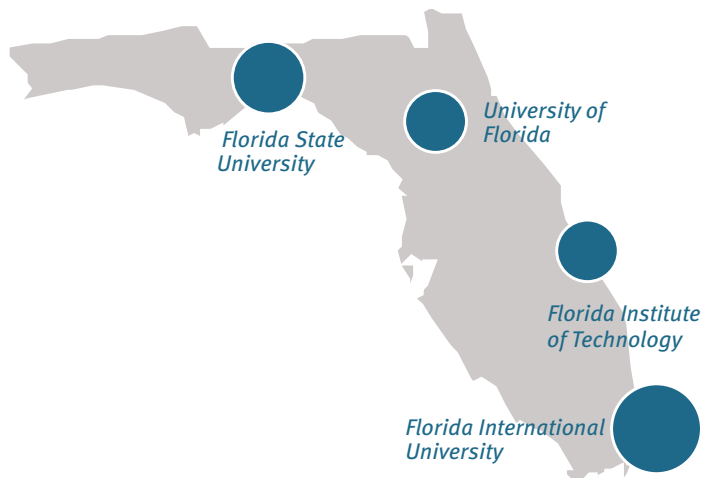 University of
Florida
Florida State
University
Florida Institute
of Technology
Florida International
University